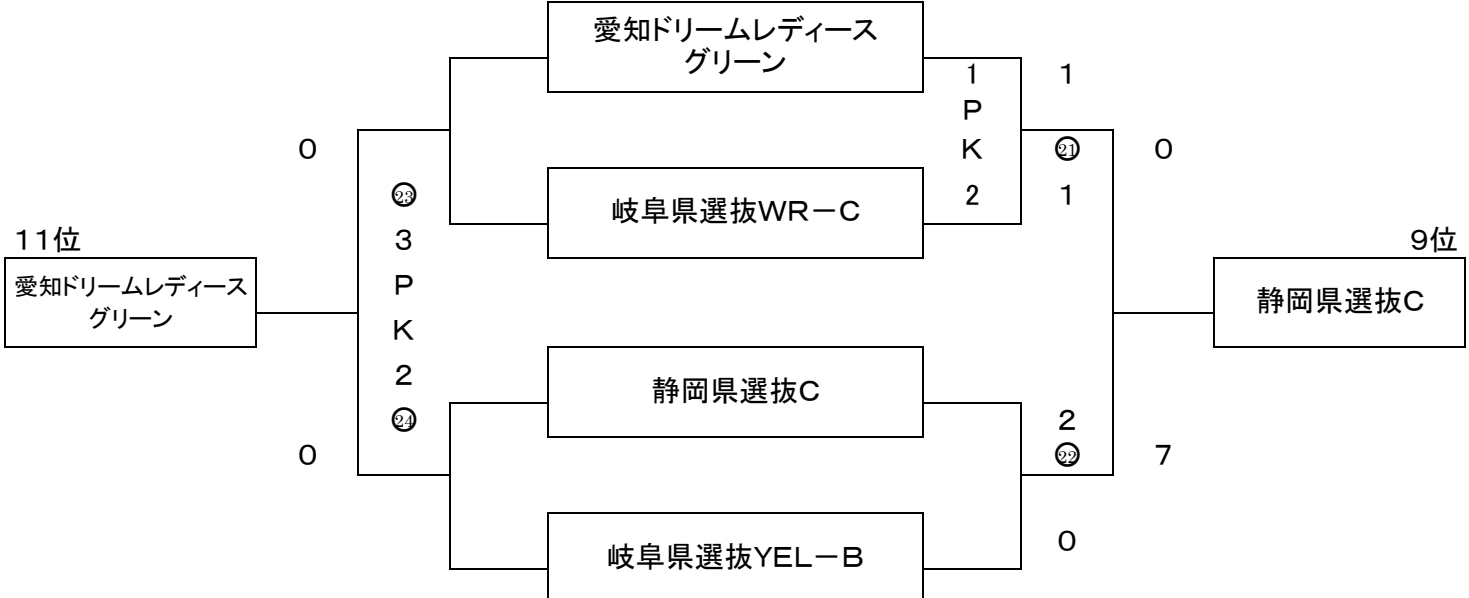 愛知ドリームレディース
グリーン
1
P
K
2
1
㉑
1
0
0
㉓
3
P
K
2
㉔
0
岐阜県選抜WR－C
11位
愛知ドリームレディース
グリーン
9位
静岡県選抜C
静岡県選抜C
2
㉒
0
7
岐阜県選抜YEL－B